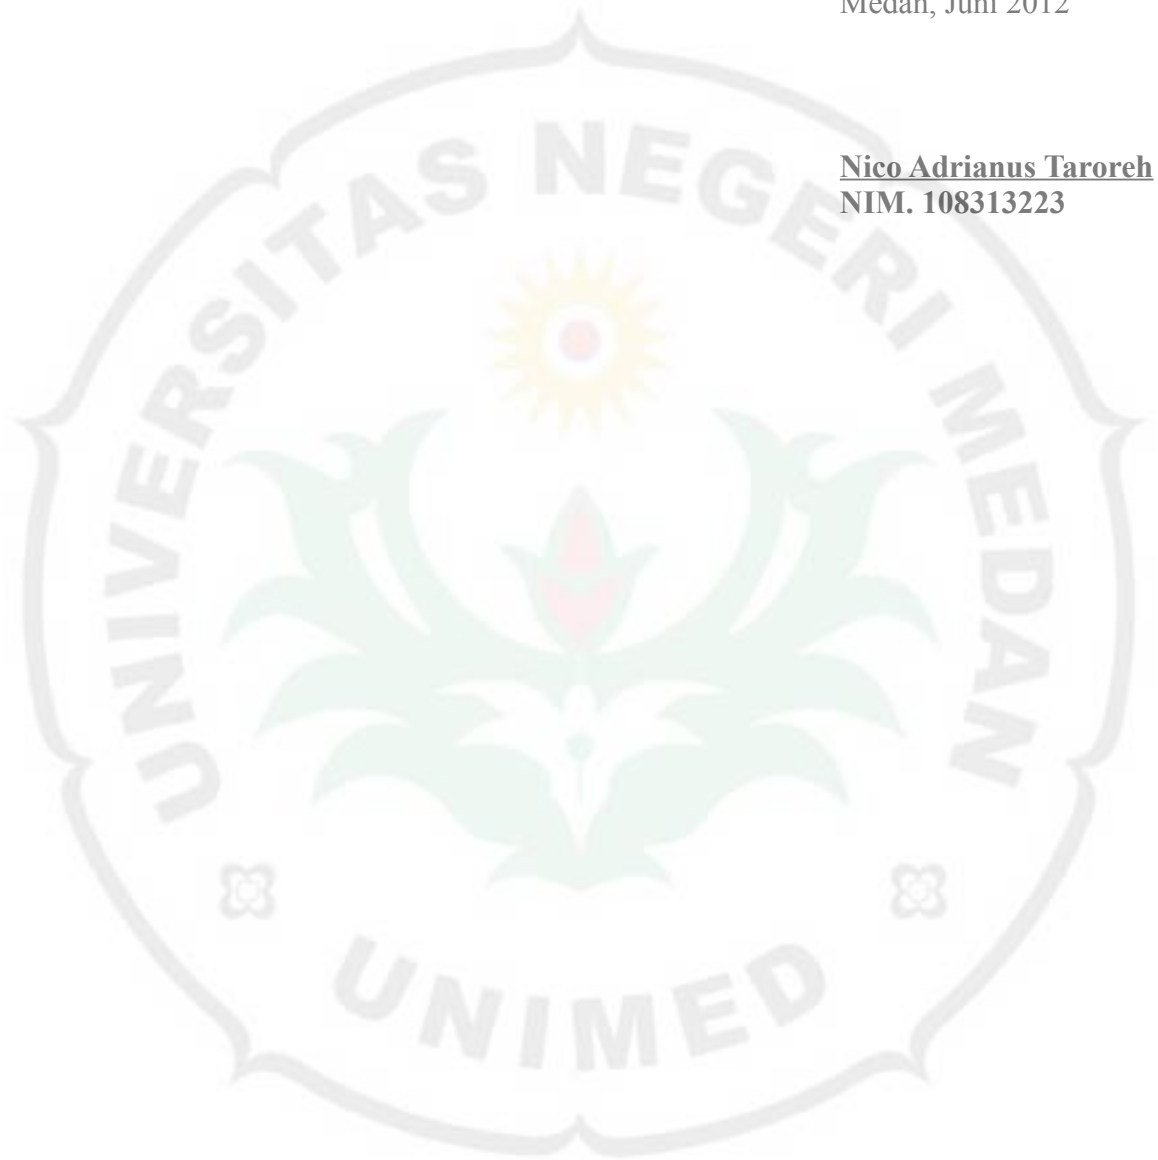 Medan, Juni 2012
Nico Adrianus Taroreh
NIM. 108313223
UNIVERSITAS NEGERI MEDAN
UNIMED